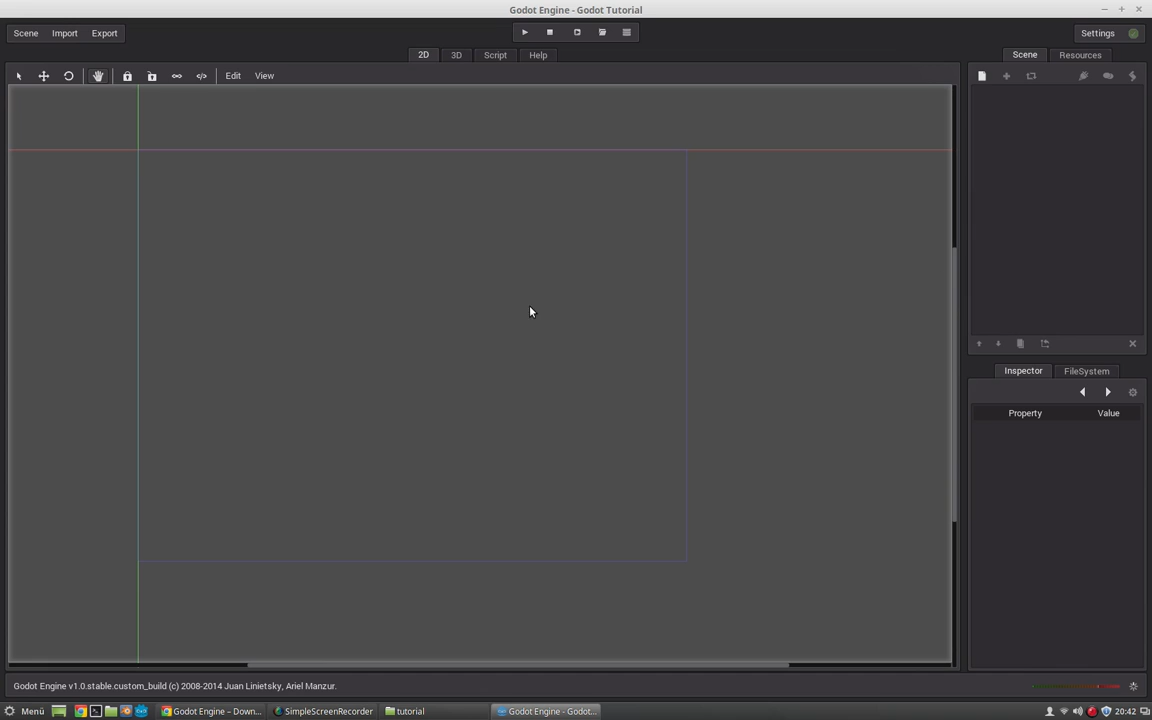 Godot Engine - Godot Tutorial
Scene Import Export
Settings
2D 3D Script Help
Scene Resources
Edit View
Inspector FileSystem
Property Value
Godot Engine v1.0.stable.custom_build (c) 2008-2014 Juan Linietsky, Ariel Manzur.
Menü
Godot Engine – Down...
SimpleScreenRecorder
tutorial
Godot Engine - Godot...
20:42